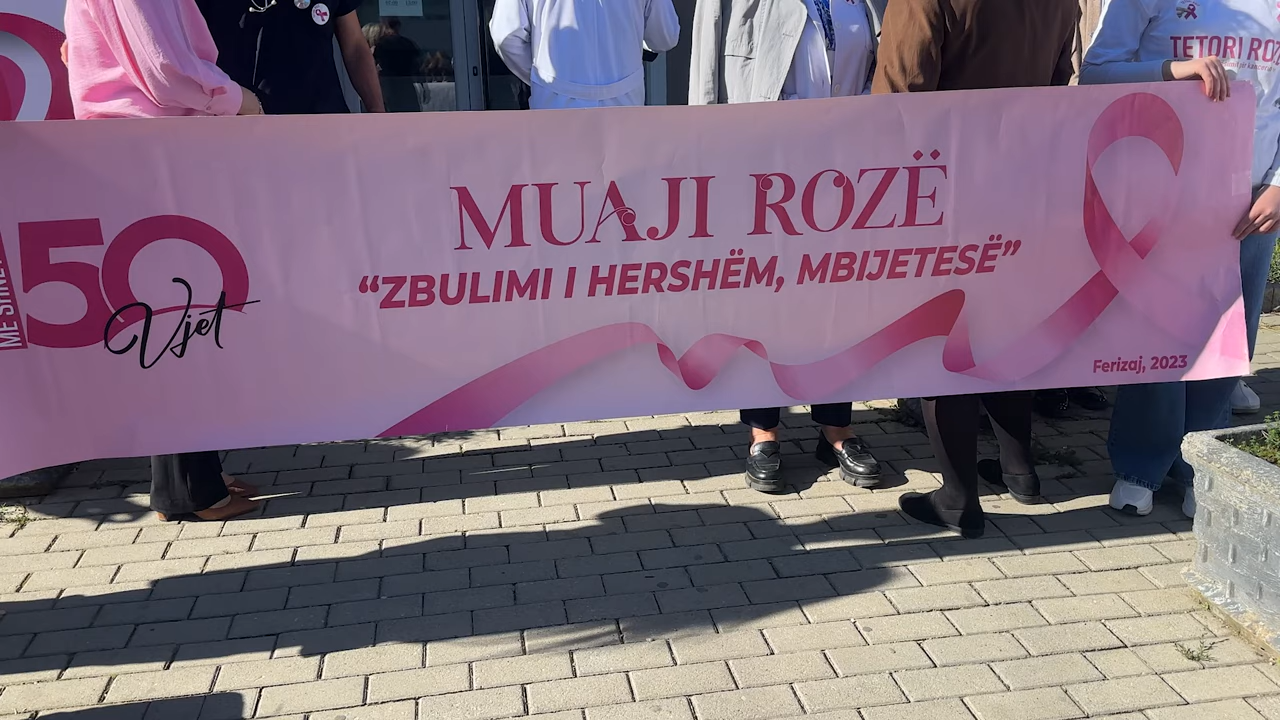 TETORI ROZ
MUAJI ROZË
“ZBULIMI I HERSHËM, MBIJETESË”
50
Vjet
Ferizaj, 2023